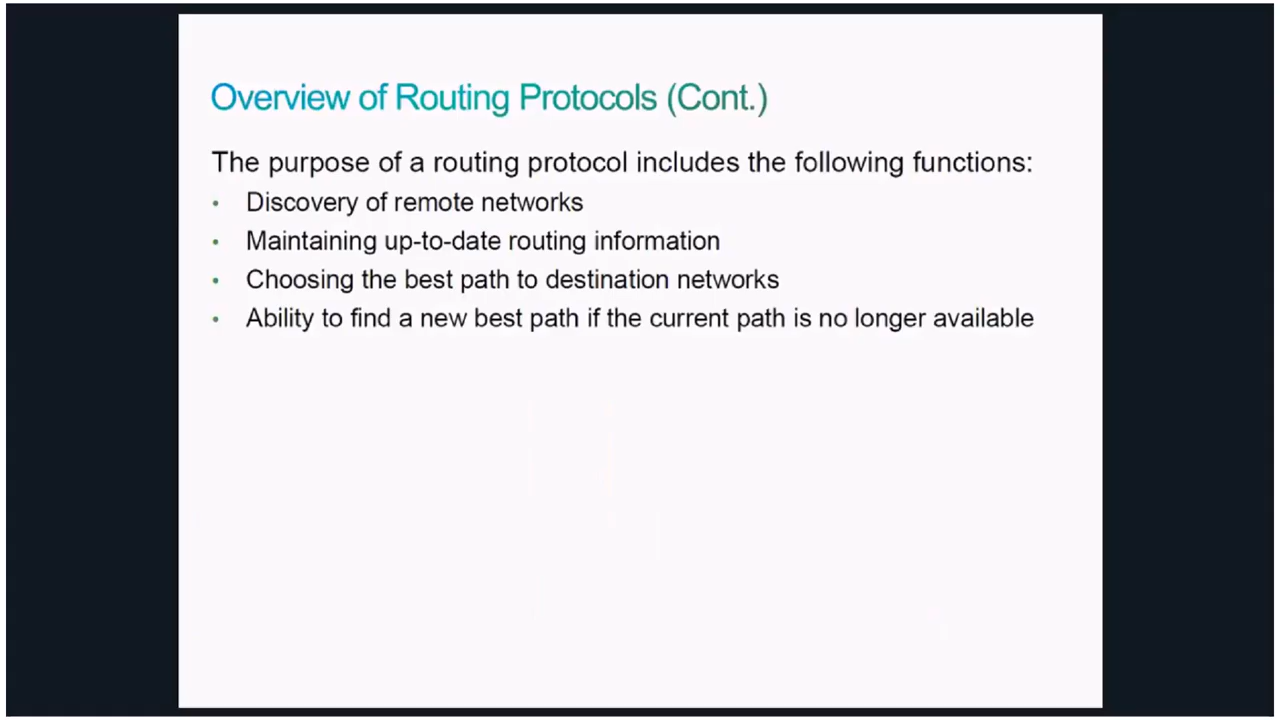 Overview of Routing Protocols (Cont.)
The purpose of a routing protocol includes the following functions:
• Discovery of remote networks
• Maintaining up-to-date routing information
• Choosing the best path to destination networks
• Ability to find a new best path if the current path is no longer available